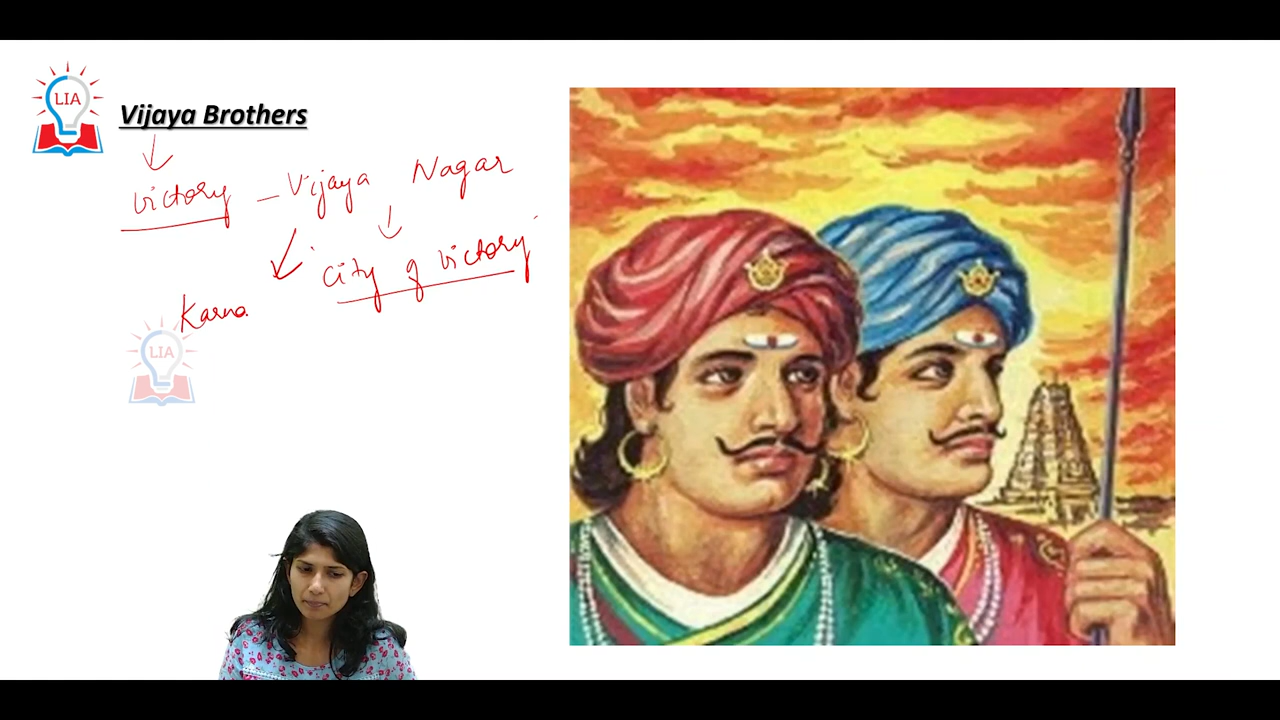 LIA
Vijaya Brothers
victory – Vijaya Nagar
City of victory
Karna
LIA